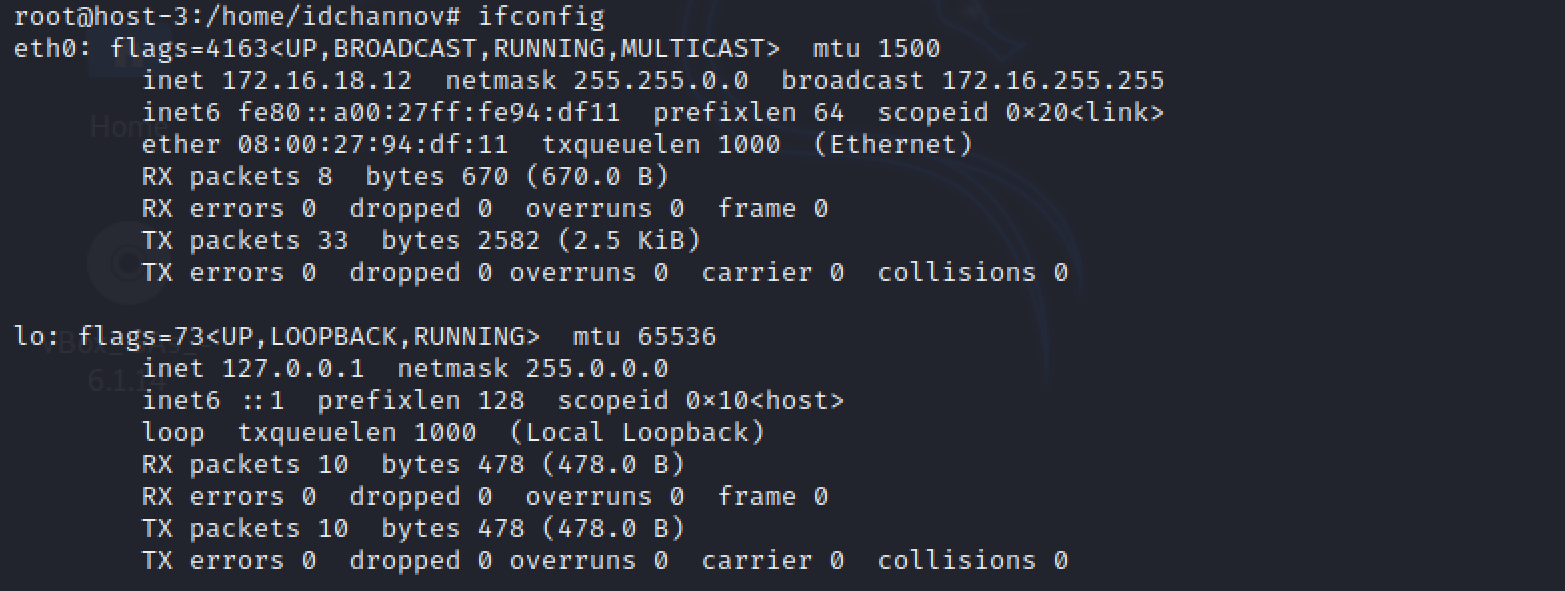 root@host-3:/home/idchannov# ifconfig
eth0: flags=4163<UP,BROADCAST,RUNNING,MULTICAST>  mtu 1500
        inet 172.16.18.12  netmask 255.255.0.0  broadcast 172.16.255.255
        inet6 fe80::a00:27ff:fe94:df11  prefixlen 64  scopeid 0×20<link>
        ether 08:00:27:94:df:11  txqueuelen 1000  (Ethernet)
        RX packets 8  bytes 670 (670.0 B)
        RX errors 0  dropped 0  overruns 0  frame 0
        TX packets 33  bytes 2582 (2.5 KiB)
        TX errors 0  dropped 0 overruns 0  carrier 0  collisions 0

lo: flags=73<UP,LOOPBACK,RUNNING>  mtu 65536
        inet 127.0.0.1  netmask 255.0.0.0
        inet6 ::1  prefixlen 128  scopeid 0×10<host>
        loop  txqueuelen 1000  (Local Loopback)
        RX packets 10  bytes 478 (478.0 B)
        RX errors 0  dropped 0  overruns 0  frame 0
        TX packets 10  bytes 478 (478.0 B)
        TX errors 0  dropped 0 overruns 0  carrier 0  collisions 0
Home